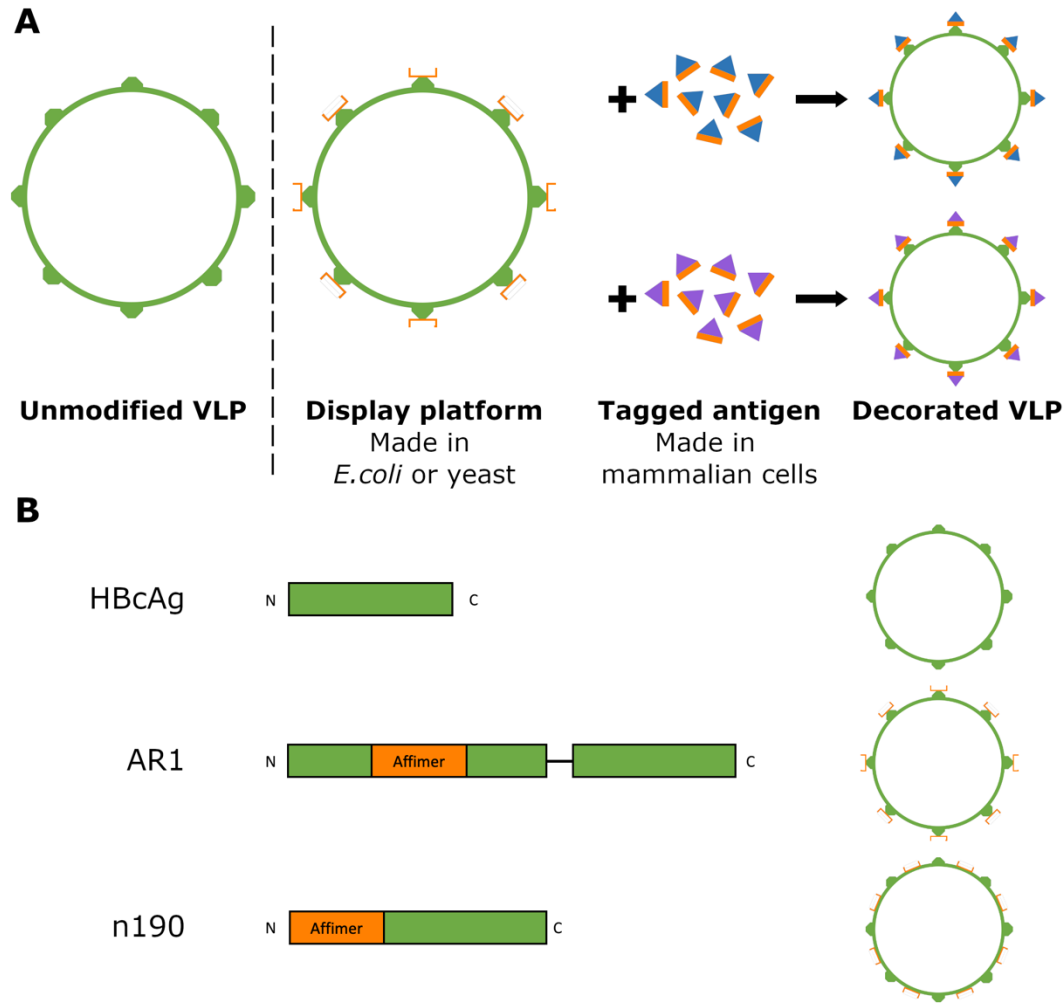 A
Unmodified VLP
Display platform
Made in
E.coli or yeast
Tagged antigen
Made in
mammalian cells
Decorated VLP
B
HBcAg
N
C
AR1
N
Affimer
C
n190
N
Affimer
C